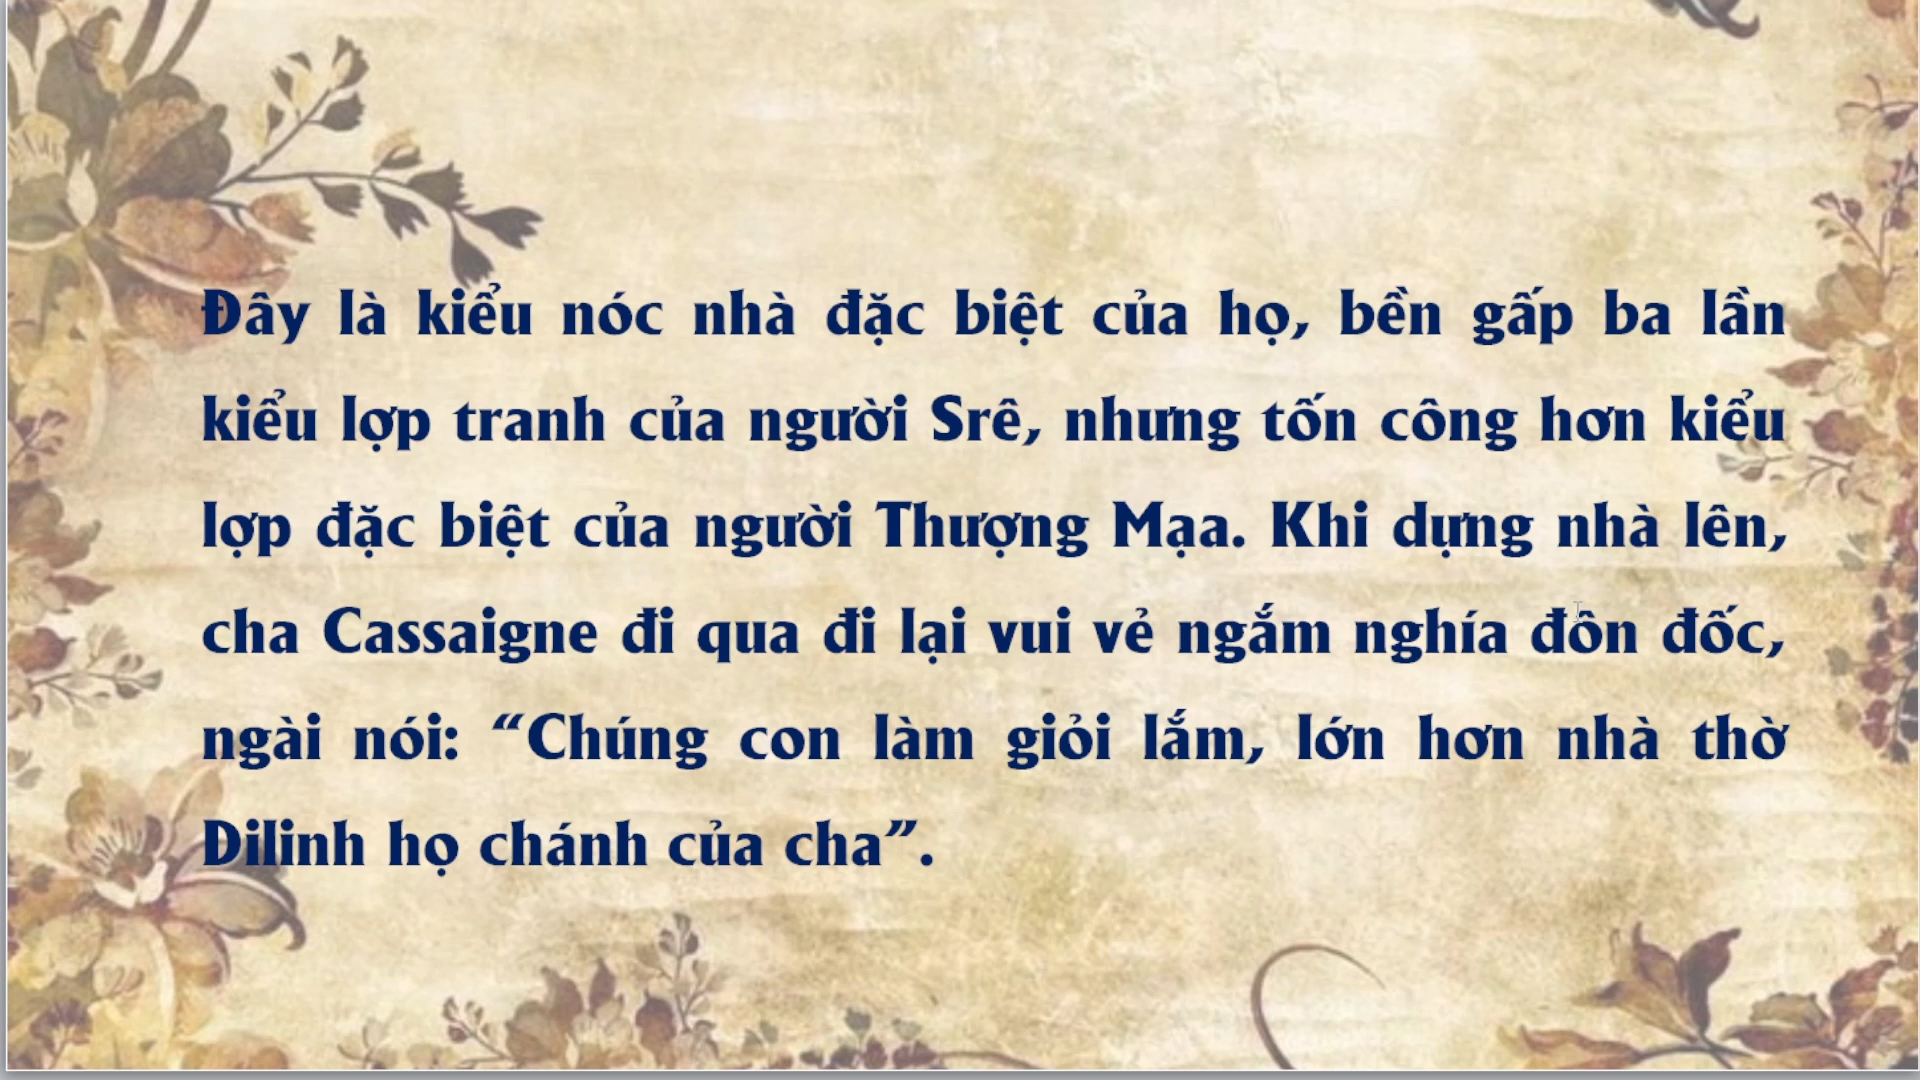 Đây là kiểu nóc nhà đặc biệt của họ, bền gấp ba lần
kiểu lợp tranh của người Srê, nhưng tốn công hơn kiểu
lợp đặc biệt của người Thượng Mạa. Khi dựng nhà lên,
cha Cassaigne đi qua đi lại vui vẻ ngắm nghía đôn đốc,
ngài nói: “Chúng con làm giỏi lắm, lớn hơn nhà thờ
Dilinh họ chánh của cha”.